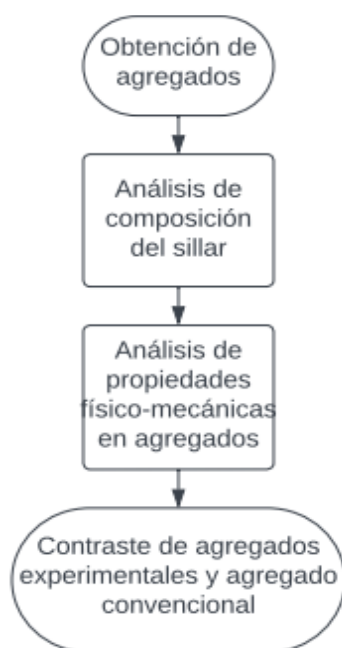 Obtención de
agregados
Análisis de
composición
del sillar
Análisis de
propiedades
físico-mecánicas
en agregados
Contraste de agregados
experimentales y agregado
convencional